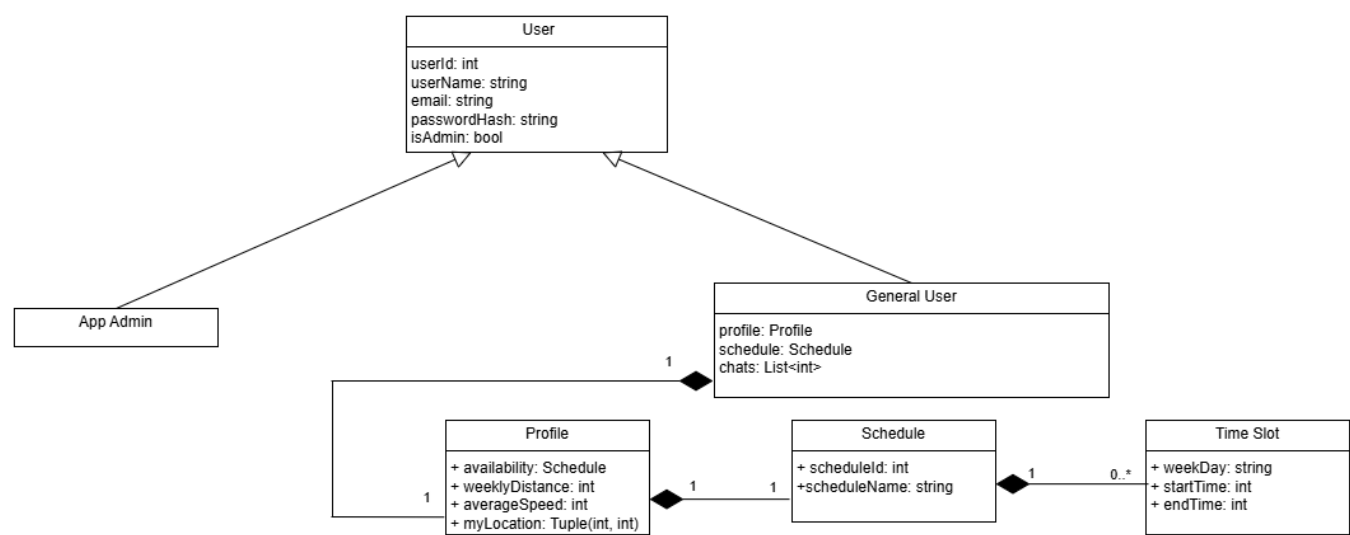 User
userId: int
userName: string
email: string
passwordHash: string
isAdmin: bool
App Admin
General User
profile: Profile
schedule: Schedule
chats: List<int>
1
1
Profile
+ availability: Schedule
+ weeklyDistance: int
+ averageSpeed: int
+ myLocation: Tuple(int, int)
1
1
Schedule
+ scheduleId: int
+scheduleName: string
1
0..*
Time Slot
+ weekDay: string
+ startTime: int
+ endTime: int